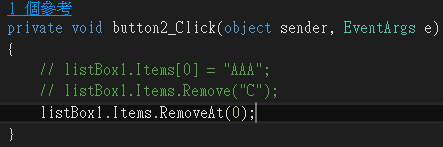 1 個參考
private void button2_Click(object sender, EventArgs e)
{
// listBox1.Items[0] = "AAA";
// listBox1.Items.Remove("C");
listBox1.Items.RemoveAt(0);
}